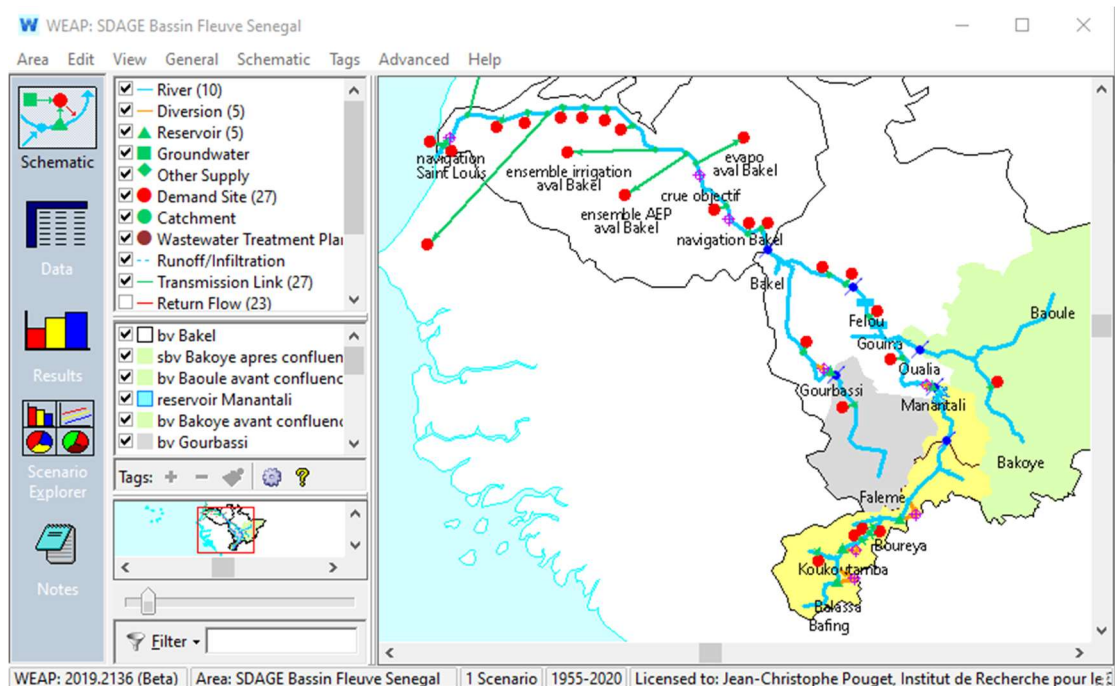 WEAP: SDAGE Bassin Fleuve Senegal
Area Edit View General Schematic Tags Advanced Help
Schematic
Data
Results
Scenario
Explorer
Notes
River (10)
Diversion (5)
Reservoir (5)
Groundwater
Other Supply
Demand Site (27)
Catchment
Wastewater Treatment Pla
Runoff/Infiltration
Transmission Link (27)
Return Flow (23)
bv Bakel
sbv Bakoye apres confluen
bv Baoule avant confluenc
reservoir Manantali
bv Bakoye avant confluenc
bv Gourbassi
Tags:
Filter
navigation
Saint Louis
ensemble irrigation
aval Bakel
evapo
aval Bakel
ensemble AEP
aval Bakel
crue objectif
navigation Bakel
Bakel
Felou
Gouina
Baoule
Oualia
Gourbassi
Manantali
Bakoye
Faleme
Boureya
Koukoutamba
Balassa
Bafing
WEAP: 2019.2136 (Beta) Area: SDAGE Bassin Fleuve Senegal 1 Scenario 1955-2020 Licensed to: Jean-Christophe Pouget, Institut de Recherche pour le